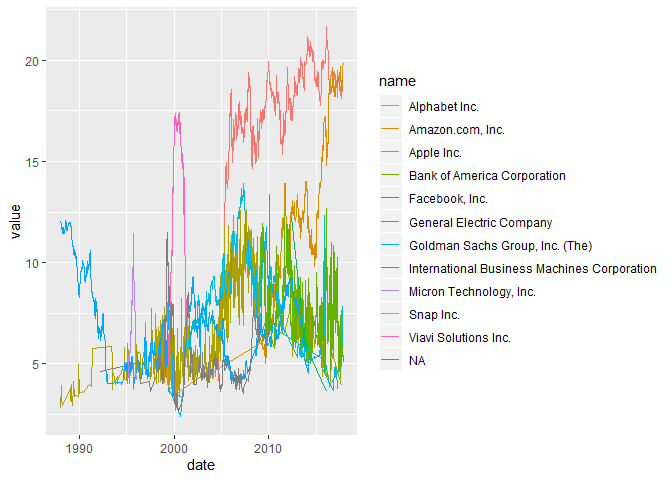 20
15
10
5
value
1990
2000
2010
date
name
Alphabet Inc.
Amazon.com, Inc.
Apple Inc.
Bank of America Corporation
Facebook, Inc.
General Electric Company
Goldman Sachs Group, Inc. (The)
International Business Machines Corporation
Micron Technology, Inc.
Snap Inc.
Viavi Solutions Inc.
NA